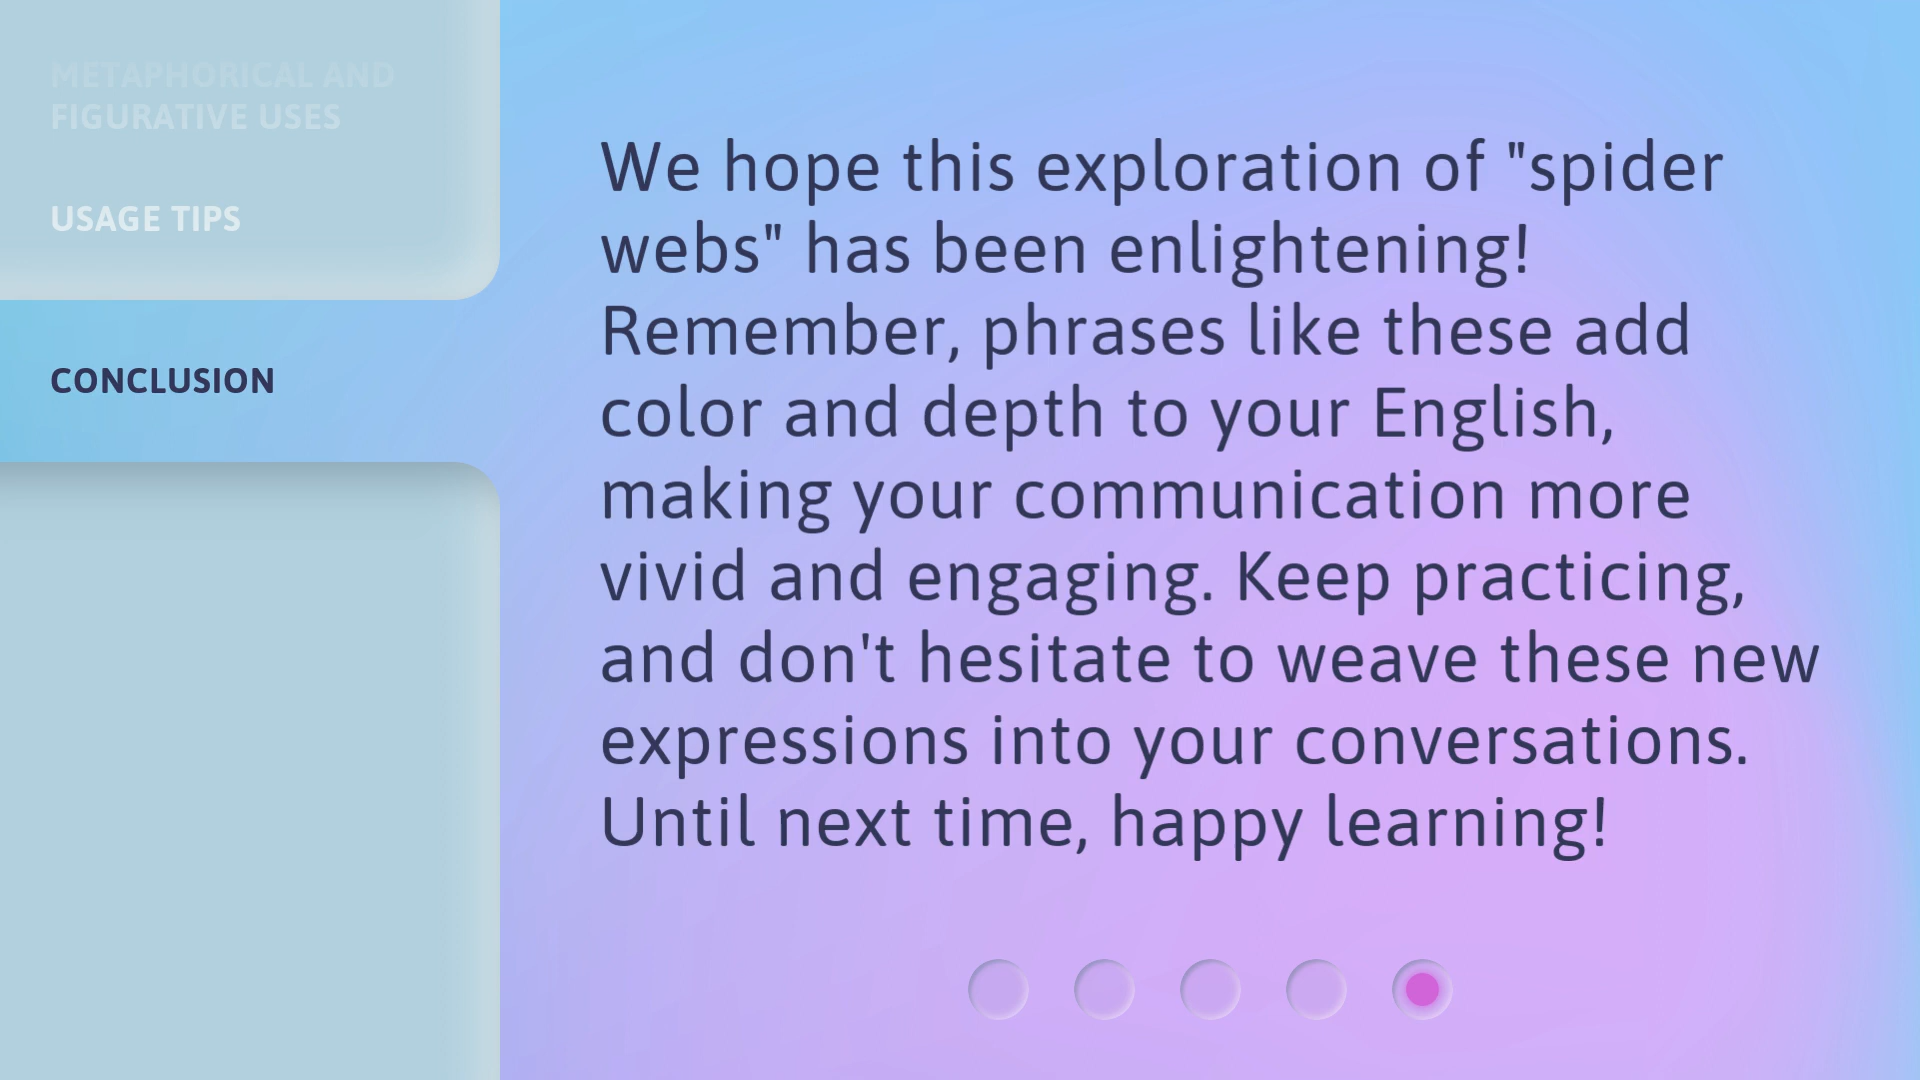 METAPHORICAL AND
FIGURATIVE USES
USAGE TIPS
CONCLUSION
We hope this exploration of "spider
webs" has been enlightening!
Remember, phrases like these add
color and depth to your English,
making your communication more
vivid and engaging. Keep practicing,
and don't hesitate to weave these new
expressions into your conversations.
Until next time, happy learning!